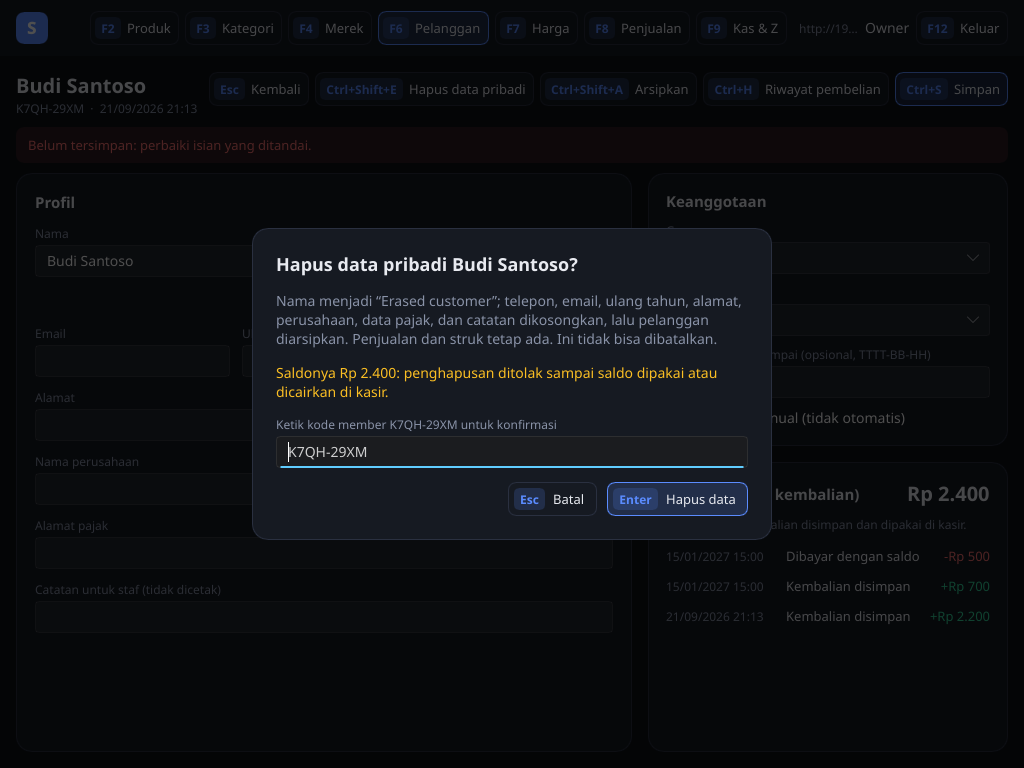 S F2 Produk F3 Kategori F4 Merek F6 Pelanggan F7 Harga F8 Penjualan F9 Kas & Z http://19... Owner F12 Keluar
Budi Santoso
K7QH-29XM · 21/09/2026 21:13
Esc Kembali Ctrl+Shift+E Hapus data pribadi Ctrl+Shift+A Arsipkan Ctrl+H Riwayat pembelian Ctrl+S Simpan
Belum tersimpan: perbaiki isian yang ditandai.
Profil
Nama
Budi Santoso
Email
Alamat
Nama perusahaan
Alamat pajak
Catatan untuk staf (tidak dicetak)
Hapus data pribadi Budi Santoso?
Nama menjadi “Erased customer”; telepon, email, ulang tahun, alamat,
perusahaan, data pajak, dan catatan dikosongkan, lalu pelanggan
diarsipkan. Penjualan dan struk tetap ada. Ini tidak bisa dibatalkan.
Saldonya Rp 2.400: penghapusan ditolak sampai saldo dipakai atau
dicairkan di kasir.
Ketik kode member K7QH-29XM untuk konfirmasi
K7QH-29XM
Esc Batal Enter Hapus data
Keanggotaan
(opsional, TTTT-BB-HH)
(tidak otomatis)
kembalian) Rp 2.400
disimpan dan dipakai di kasir.
15/01/2027 15:00 Dibayar dengan saldo -Rp 500
15/01/2027 15:00 Kembalian disimpan +Rp 700
21/09/2026 21:13 Kembalian disimpan +Rp 2.200